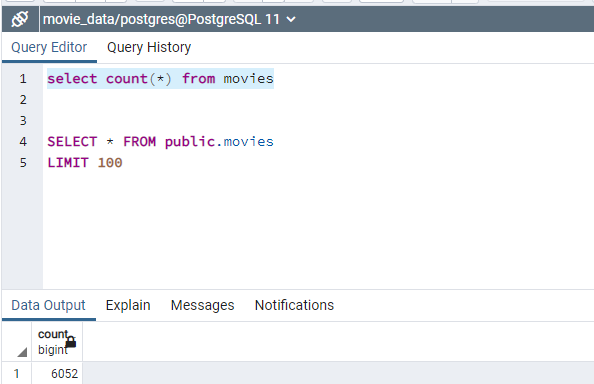 movie_data/postgres@PostgreSQL 11
Query Editor Query History
1 select count(*) from movies
2
3
4 SELECT * FROM public.movies
5 LIMIT 100
Data Output Explain Messages Notifications
count
bigint
1 6052